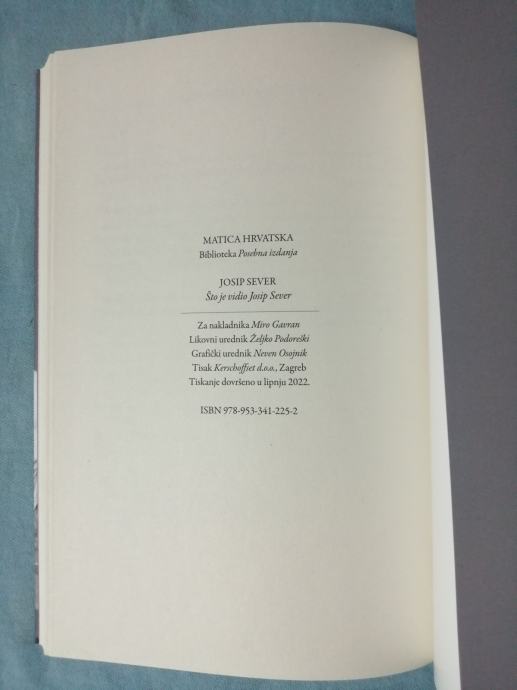 MATICA HRVATSKA
Biblioteka Posebna izdanja
JOSIP SEVER
Što je vidio Josip Sever
Za nakladnika Miro Gavran
Likovni urednik Željko Podoreški
Grafički urednik Neven Osojnik
Tisak Kerschoffset d.o.o., Zagreb
Tiskanje dovršeno u lipnju 2022.
ISBN 978-953-341-225-2